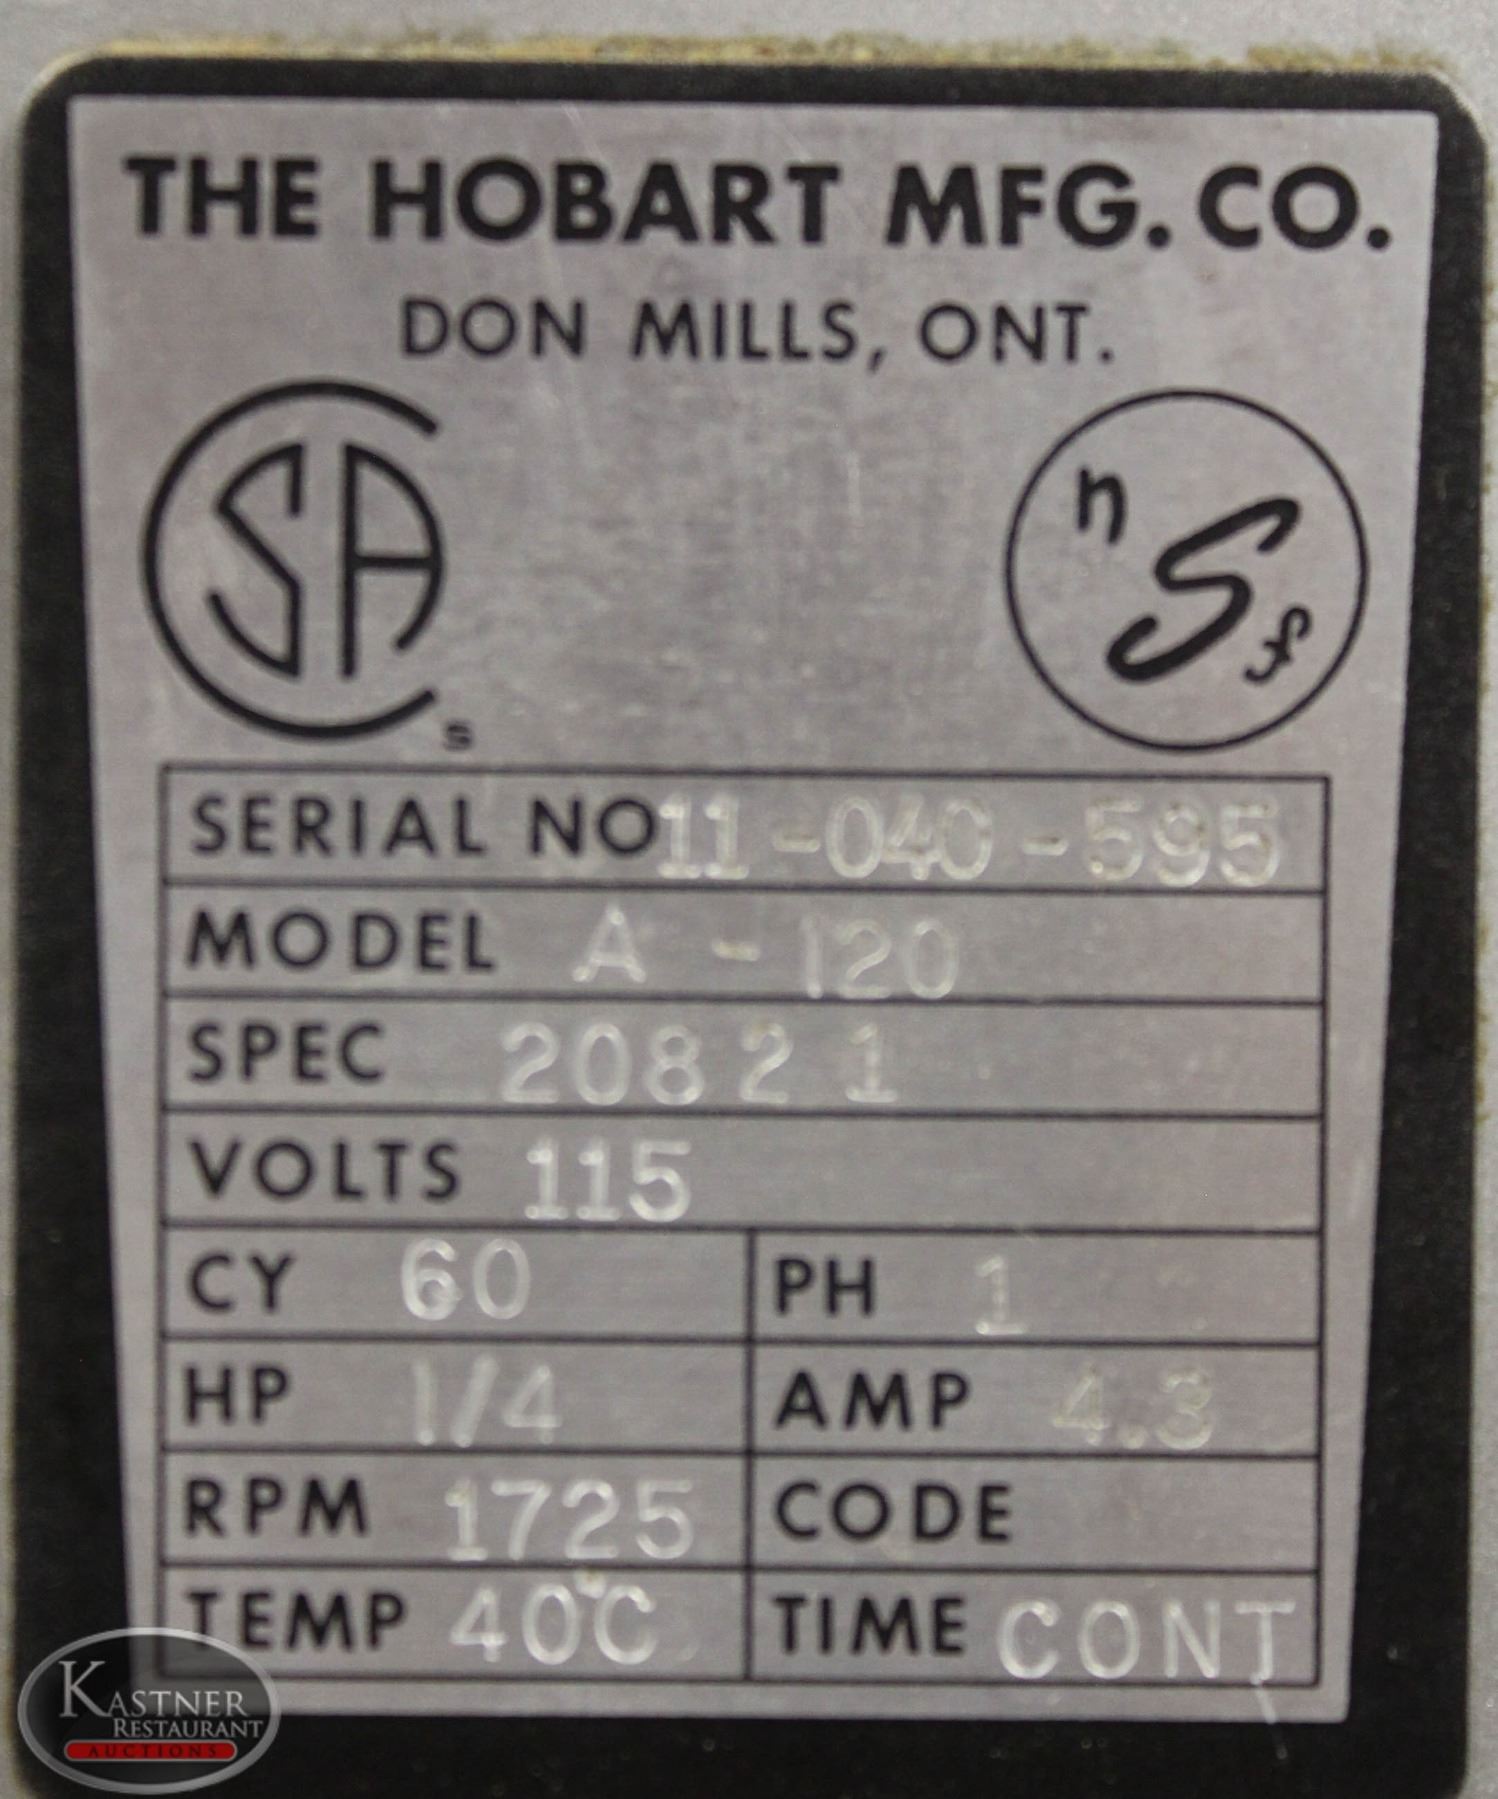 THE HOBART MFG. CO.
DON MILLS, ONT.
CSA
s
n S f
SERIAL NO 11-040-595
MODEL A-120
SPEC 20821
VOLTS 115
CY 60 PH 1
HP 1/4 AMP 4.3
RPM 1725 CODE
TEMP 40°C TIME CONT
KASTNER
RESTAURANT
AUCTIONS